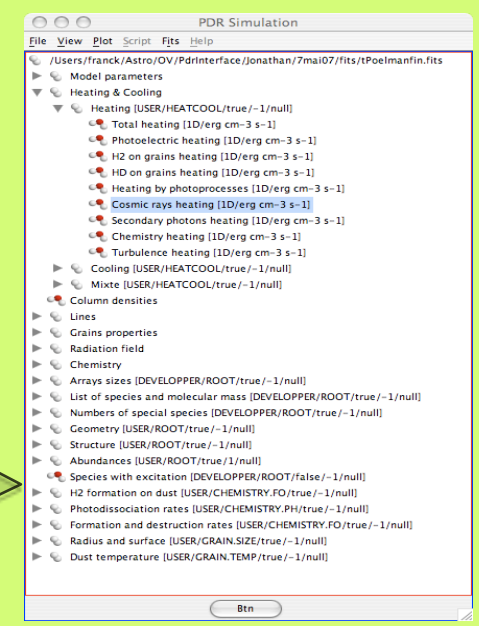 PDR Simulation
File View Plot Script Fits Help
/Users/franck/Astro/OV/PdrInterface/Jonathan/7mai07/fits/tPoelmanfin.fits
Model parameters
Heating & Cooling
Heating [USER/HEATCOOL/true/-1/null]
Total heating [1D/erg cm-3 s-1]
Photoelectric heating [1D/erg cm-3 s-1]
H2 on grains heating [1D/erg cm-3 s-1]
HD on grains heating [1D/erg cm-3 s-1]
Heating by photoprocesses [1D/erg cm-3 s-1]
Cosmic rays heating [1D/erg cm-3 s-1]
Secondary photons heating [1D/erg cm-3 s-1]
Chemistry heating [1D/erg cm-3 s-1]
Turbulence heating [1D/erg cm-3 s-1]
Cooling [USER/HEATCOOL/true/-1/null]
Mixte [USER/HEATCOOL/true/-1/null]
Column densities
Lines
Grains properties
Radiation field
Chemistry
Arrays sizes [DEVELOPPER/ROOT/true/-1/null]
List of species and molecular mass [DEVELOPPER/ROOT/true/-1/null]
Numbers of special species [DEVELOPPER/ROOT/true/-1/null]
Geometry [USER/ROOT/true/-1/null]
Structure [USER/ROOT/true/-1/null]
Abundances [USER/ROOT/true/1/null]
Species with excitation [DEVELOPPER/ROOT/false/-1/null]
H2 formation on dust [USER/CHEMISTRY.FO/true/-1/null]
Photodissociation rates [USER/CHEMISTRY.PH/true/-1/null]
Formation and destruction rates [USER/CHEMISTRY.FO/true/-1/null]
Radius and surface [USER/GRAIN.SIZE/true/-1/null]
Dust temperature [USER/GRAIN.TEMP/true/-1/null]
Btn